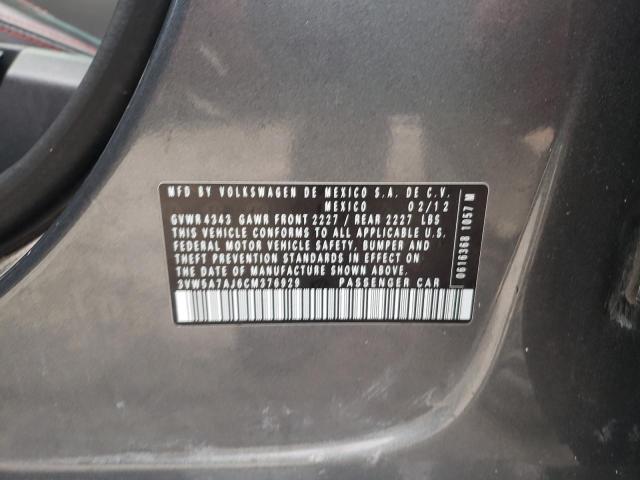 MFD BY VOLKSWAGEN DE MEXICO S.A. DE C.V.
MEXICO 02/12
GVWR 4343 GAWR FRONT 2227 / REAR 2227 LBS
THIS VEHICLE CONFORMS TO ALL APPLICABLE U.S.
FEDERAL MOTOR VEHICLE SAFETY, BUMPER AND
THEFT PREVENTION STANDARDS IN EFFECT ON
THE DATE OF MANUFACTURE SHOWN ABOVE.
3VW5A7AJ6CM376929 PASSENGER CAR
0616368 1057 M